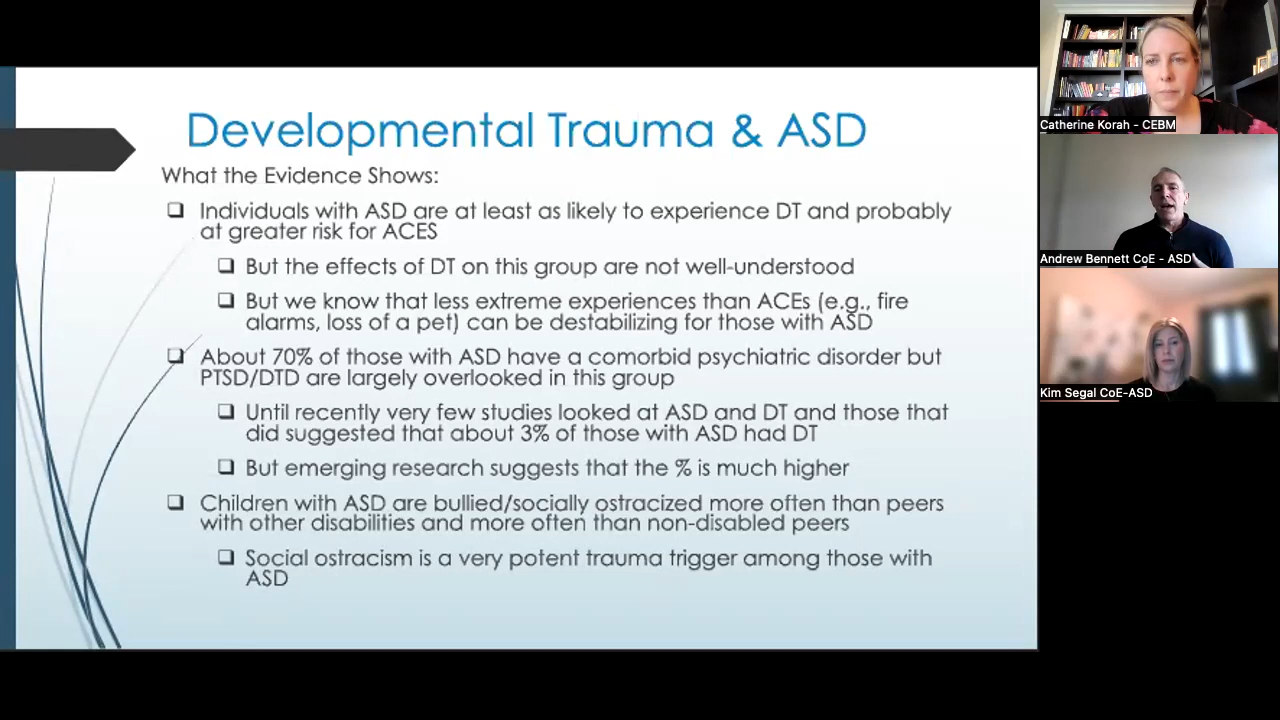 Developmental Trauma & ASD
What the Evidence Shows:
❑ Individuals with ASD are at least as likely to experience DT and probably
at greater risk for ACES
❑ But the effects of DT on this group are not well-understood
❑ But we know that less extreme experiences than ACEs (e.g., fire
alarms, loss of a pet) can be destabilizing for those with ASD
❑ About 70% of those with ASD have a comorbid psychiatric disorder but
PTSD/DTD are largely overlooked in this group
❑ Until recently very few studies looked at ASD and DT and those that
did suggested that about 3% of those with ASD had DT
❑ But emerging research suggests that the % is much higher
❑ Children with ASD are bullied/socially ostracized more often than peers
with other disabilities and more often than non-disabled peers
❑ Social ostracism is a very potent trauma trigger among those with
ASD
Catherine Korah - CEBM
Andrew Bennett CoE - ASD
Kim Segal CoE-ASD